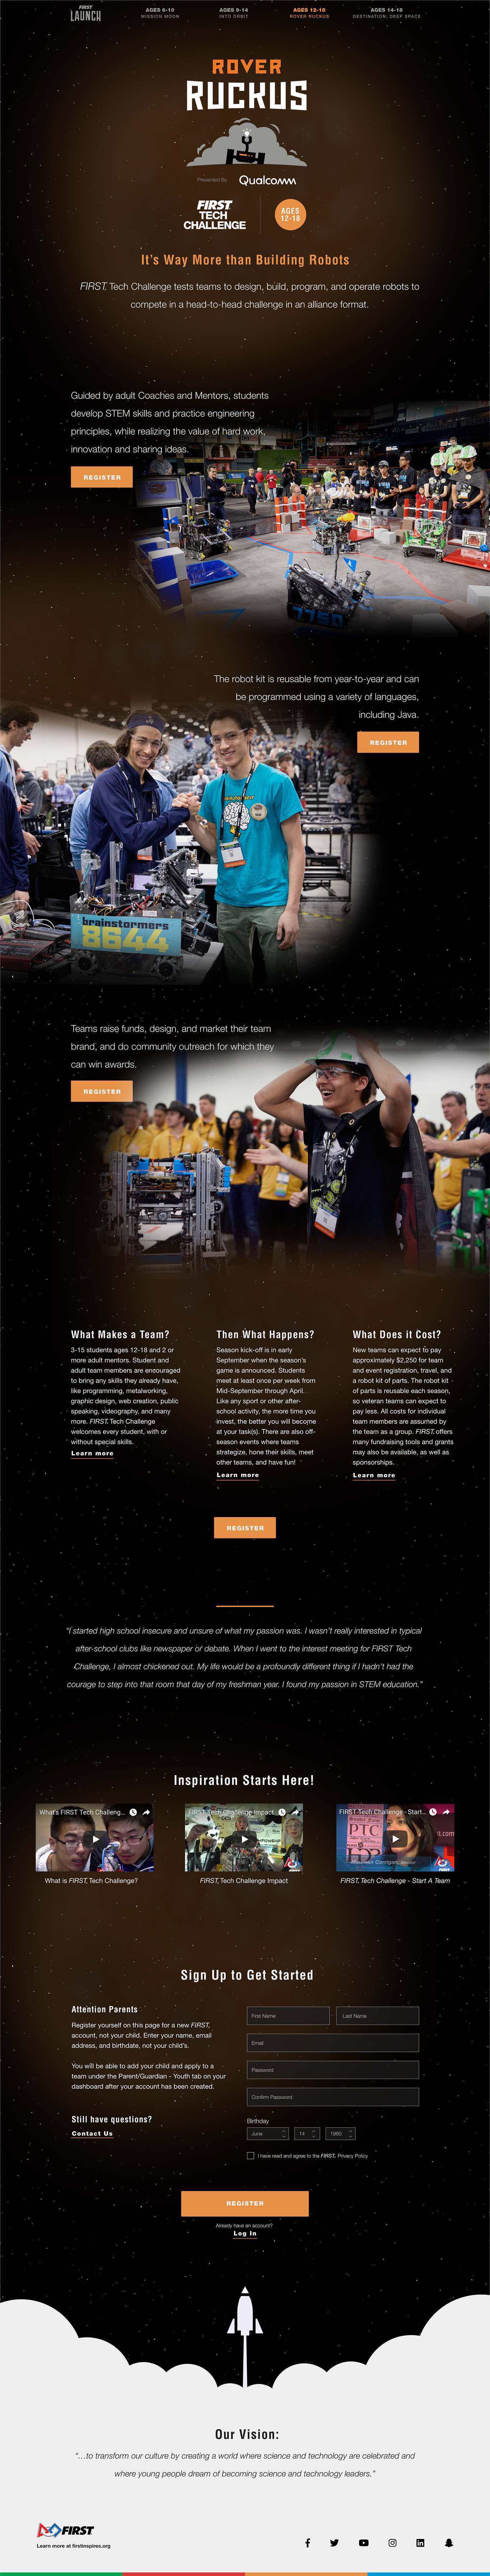 FIRST
LAUNCH
AGES 6-10
MISSION MOON
AGES 9-14
INTO ORBIT
AGES 12-18
ROVER RUCKUS
AGES 14-18
DESTINATION: DEEP SPACE
ROVER
RUCKUS
Presented By Qualcomm
FIRST
TECH
CHALLENGE
AGES
12-18
It's Way More than Building Robots
FIRST Tech Challenge tests teams to design, build, program, and operate robots to
compete in a head-to-head challenge in an alliance format.
Guided by adult Coaches and Mentors, students
develop STEM skills and practice engineering
principles, while realizing the value of hard work,
innovation and sharing ideas.
REGISTER
7750
The robot kit is reusable from year-to-year and can
be programmed using a variety of languages,
including Java.
REGISTER
brainstormers
8644
Teams raise funds, design, and market their team
brand, and do community outreach for which they
can win awards.
REGISTER
What Makes a Team?
3-15 students ages 12-18 and 2 or
more adult mentors. Student and
adult team members are encouraged
to bring any skills they already have,
like programming, metalworking,
graphic design, web creation, public
speaking, videography, and many
more. FIRST Tech Challenge
welcomes every student, with or
without special skills.
Learn more
Then What Happens?
Season kick-off is in early
September when the season's
game is announced. Students
meet at least once per week from
Mid-September through April.
Like any sport or other after-
school activity, the more time you
invest, the better you will become
at your task(s). There are also off-
season events where teams
strategize, hone their skills, meet
other teams, and have fun!
Learn more
What Does it Cost?
New teams can expect to pay
approximately $2,250 for team
and event registration, travel, and
a robot kit of parts. The robot kit
of parts is reusable each season,
so veteran teams can expect to
pay less. All costs for individual
team members are assumed by
the team as a group. FIRST offers
many fundraising tools and grants
may also be available, as well as
sponsorships.
Learn more
REGISTER
"I started high school insecure and unsure of what my passion was. I wasn't really interested in typical
after-school clubs like newspaper or debate. When I went to the interest meeting for FIRST Tech
Challenge, I almost chickened out. My life would be a profoundly different thing if I hadn't had the
courage to step into that room that day of my freshman year. I found my passion in STEM education."
Inspiration Starts Here!
What's FIRST Tech Challeng...
FIRST Tech Challenge Impact
FIRST Tech Challenge - Start...
PTC
What is FIRST Tech Challenge?
FIRST Tech Challenge Impact
FIRST Tech Challenge - Start A Team
Sign Up to Get Started
Attention Parents
Register yourself on this page for a new FIRST
account, not your child. Enter your name, email
address, and birthdate, not your child's.
You will be able to add your child and apply to a
team under the Parent/Guardian - Youth tab on your
dashboard after your account has been created.
Still have questions?
Contact Us
First Name
Last Name
Email
Password
Confirm Password
Birthday
June
14
1980
I have read and agree to the FIRST Privacy Policy
REGISTER
Already have an account?
Log In
Our Vision:
"…to transform our culture by creating a world where science and technology are celebrated and
where young people dream of becoming science and technology leaders."
FIRST
Learn more at firstinspires.org